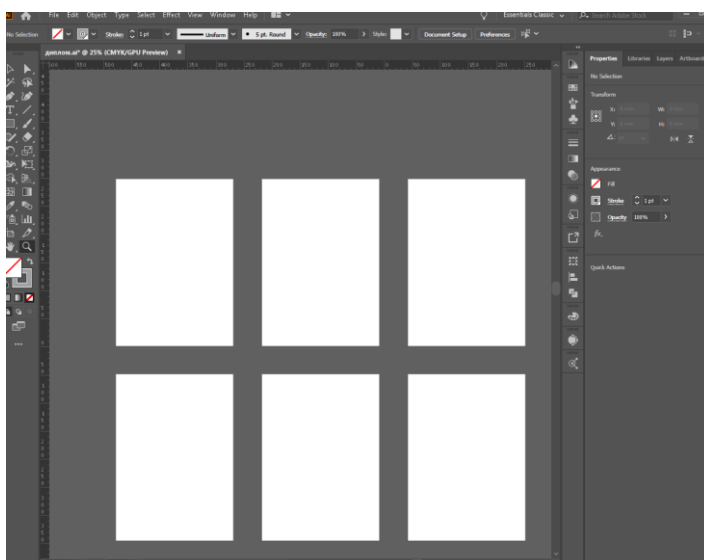 Ai File Edit Object Type Select Effect View Window Help Essentials Classic Search Adobe Stock
No Selection Stroke: 1 pt Uniform 5 pt. Round Opacity: 100% Style: Document Setup Preferences
диплом.ai* @ 25% (CMYK/GPU Preview) ×
Properties Libraries Layers Artboard
No Selection
Transform
X: W:
Y: H:
Appearance
Fill
Stroke 1 pt
Opacity 100%
fx.
Quick Actions